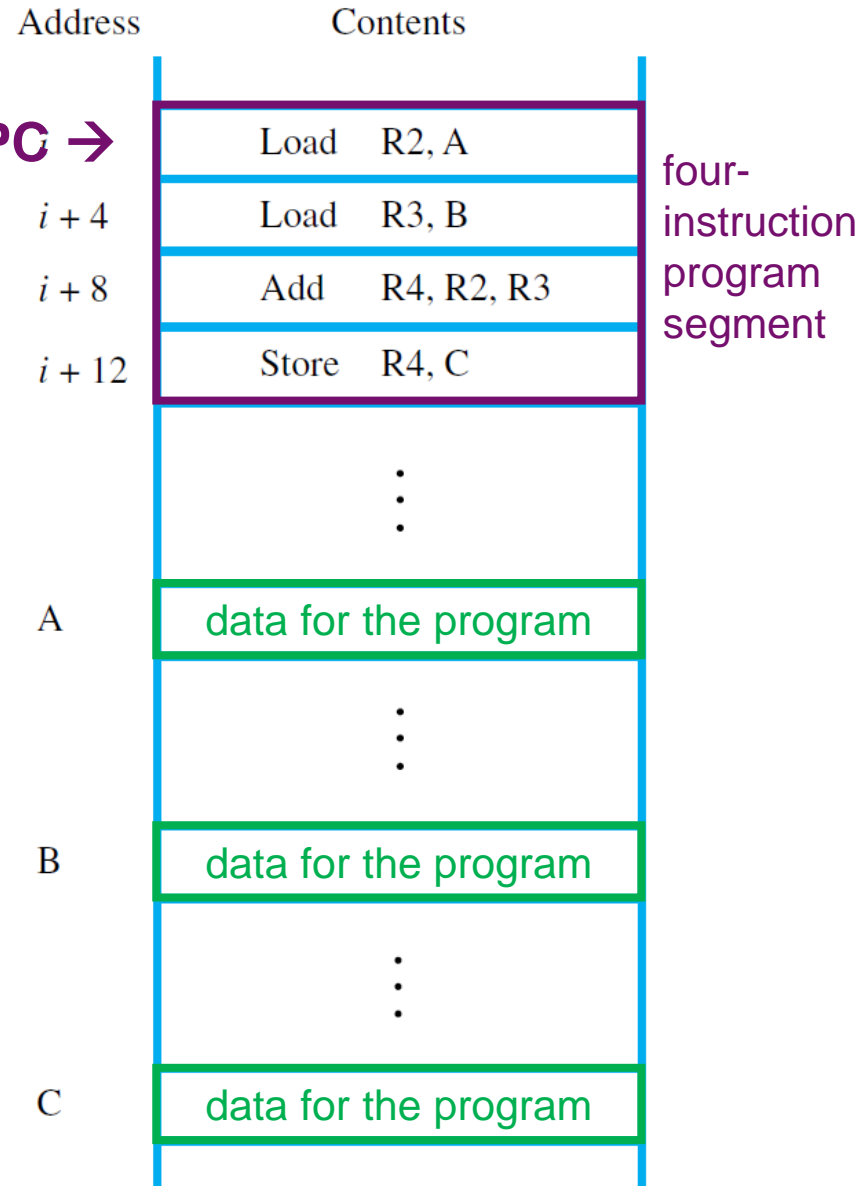 Address Contents
PC → Load R2, A
i + 4 Load R3, B
i + 8 Add R4, R2, R3
i + 12 Store R4, C
four-
instruction
program
segment
A data for the program
B data for the program
C data for the program